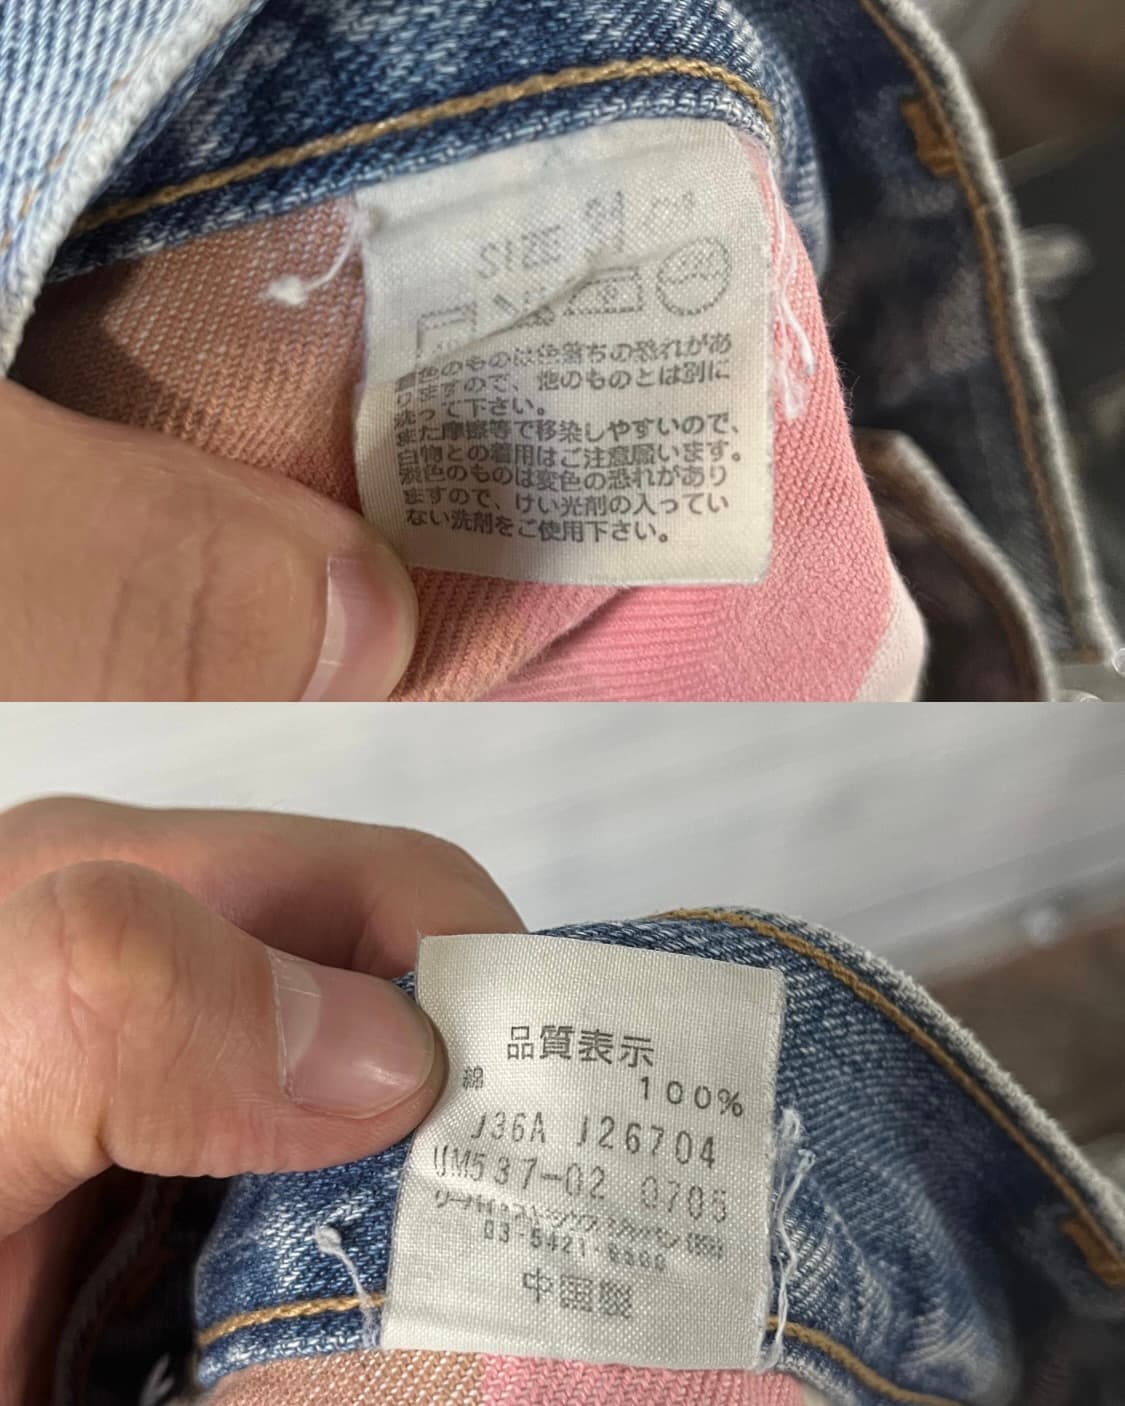 SIZE M
濃色のものは色落ちの恐れがあ
りますので、他のものとは別に
洗って下さい。
また摩擦等で移染しやすいので、
白物との着用はご注意願います。
淡色のものは変色の恐れがあり
ますので、けい光剤の入ってい
ない洗剤をご使用下さい。
品質表示
綿 100%
J36A J26704
UM537-02 0705
03-5421-
中国製